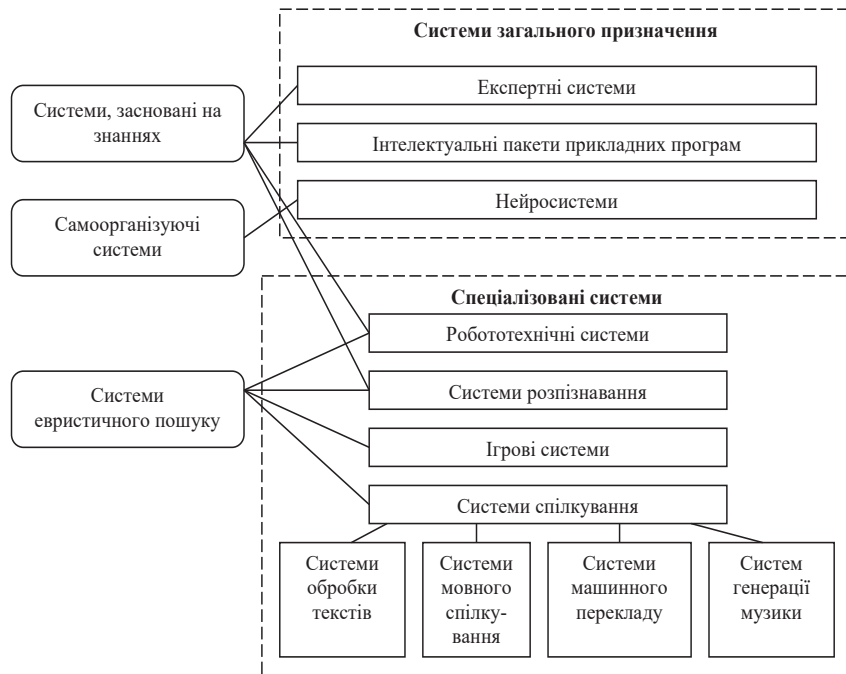 Системи загального призначення
Експертні системи
Системи, засновані на
знаннях
Інтелектуальні пакети прикладних програм
Нейросистеми
Самоорганізуючі
системи
Спеціалізовані системи
Робототехнічні системи
Системи
евристичного пошуку
Системи розпізнавання
Ігрові системи
Системи спілкування
Системи
обробки
текстів
Системи
мовного
спілку-
вання
Системи
машинного
перекладу
Систем
генерації
музики